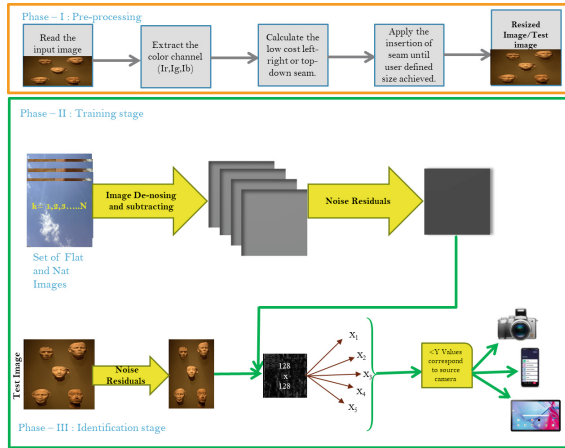 Phase – I : Pre-processing
Read the
input image
Extract the
color channel
(Ir,Ig,Ib)
Calculate the
low cost left-
right or top-
down seam.
Apply the
insertion of
seam until
user defined
size achieved.
Resized
Image/Test
image
Phase – II : Training stage
k= 1,2,3.....N
Image De-nosing
and subtracting
Noise Residuals
Set of Flat
and Nat
Images
Test Image
Noise
Residuals
128
x
128
X1
X2
X3
X4
X5
<Y Values
correspond
to source
camera
Phase – III : Identification stage